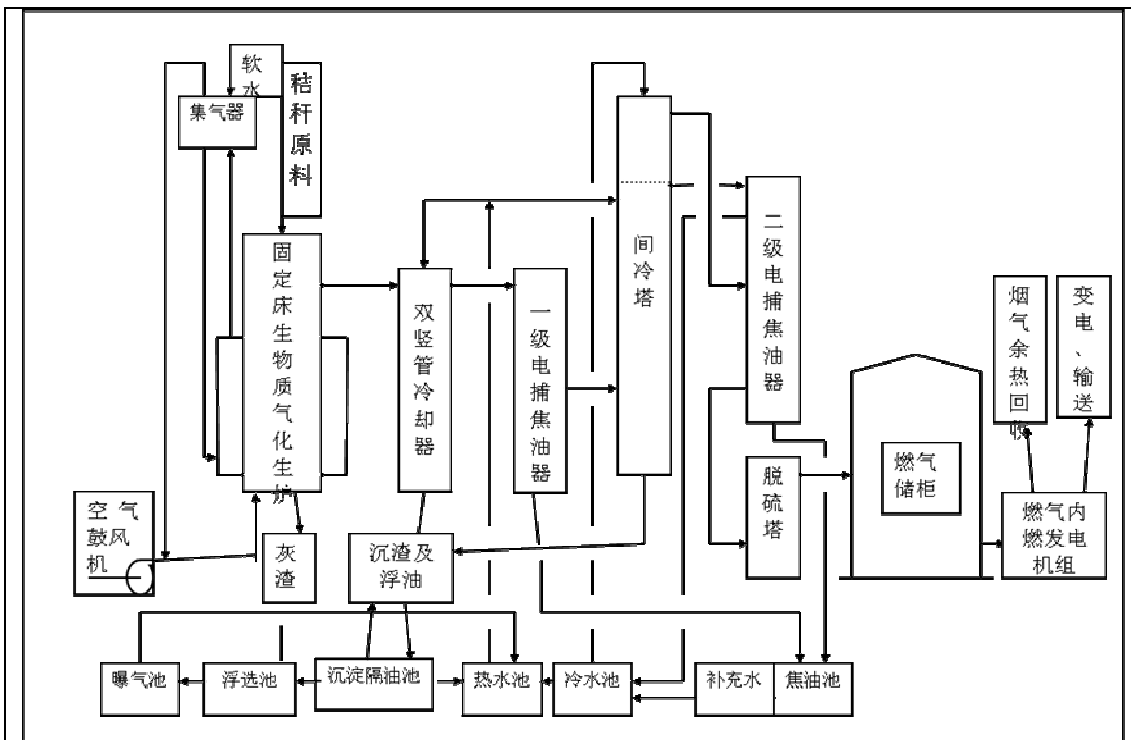 软
水
秸
秆
原
料
集气器
固
定
床
生
物
质
气
化
生
炉
双
竖
管
冷
却
器
一
级
电
捕
焦
油
器
间
冷
塔
二
级
电
捕
焦
油
器
脱
硫
塔
燃气
储柜
烟
气
余
热
回
收
变
电
、
输
送
燃气内
燃发电
机组
空 气
鼓风
机
灰
渣
沉渣及
浮油
曝气池
浮选池
沉淀隔油池
热水池
冷水池
补充水
焦油池